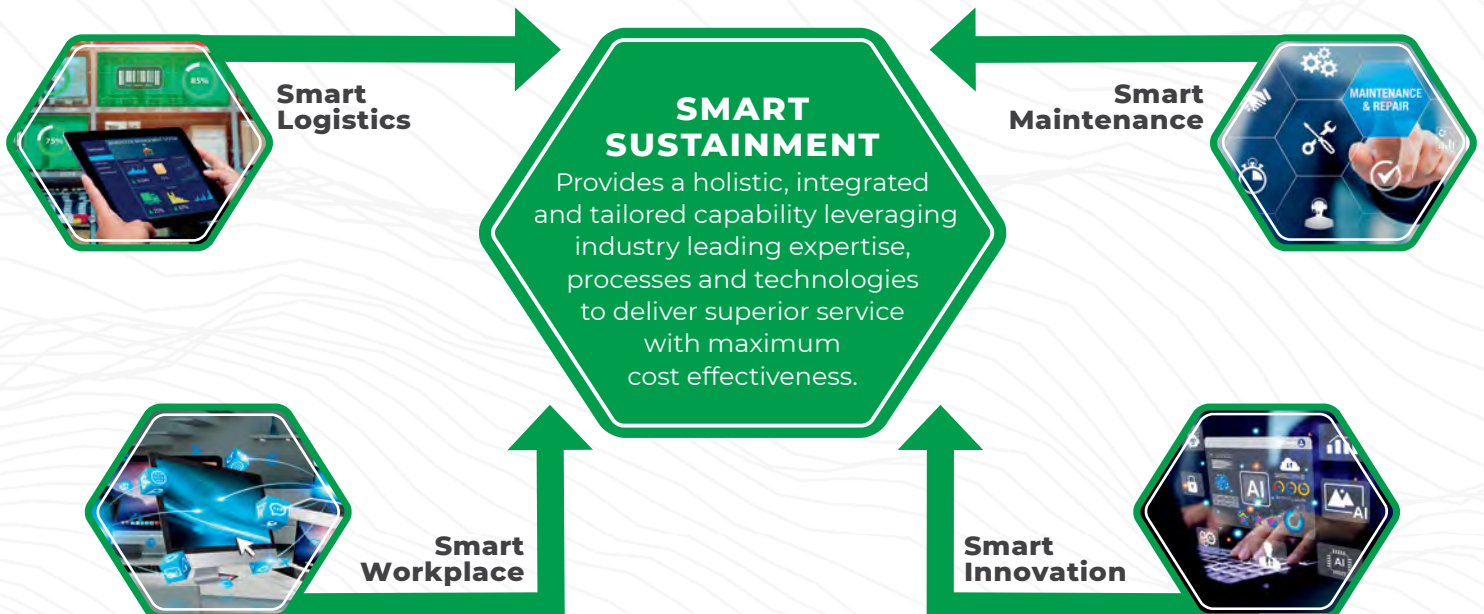 Smart
Logistics
SMART
SUSTAINMENT
Provides a holistic, integrated
and tailored capability leveraging
industry leading expertise,
processes and technologies
to deliver superior service
with maximum
cost effectiveness.
Smart
Maintenance
MAINTENANCE
& REPAIR
85%
75%
Smart
Workplace
Smart
Innovation
AI
AI
AI